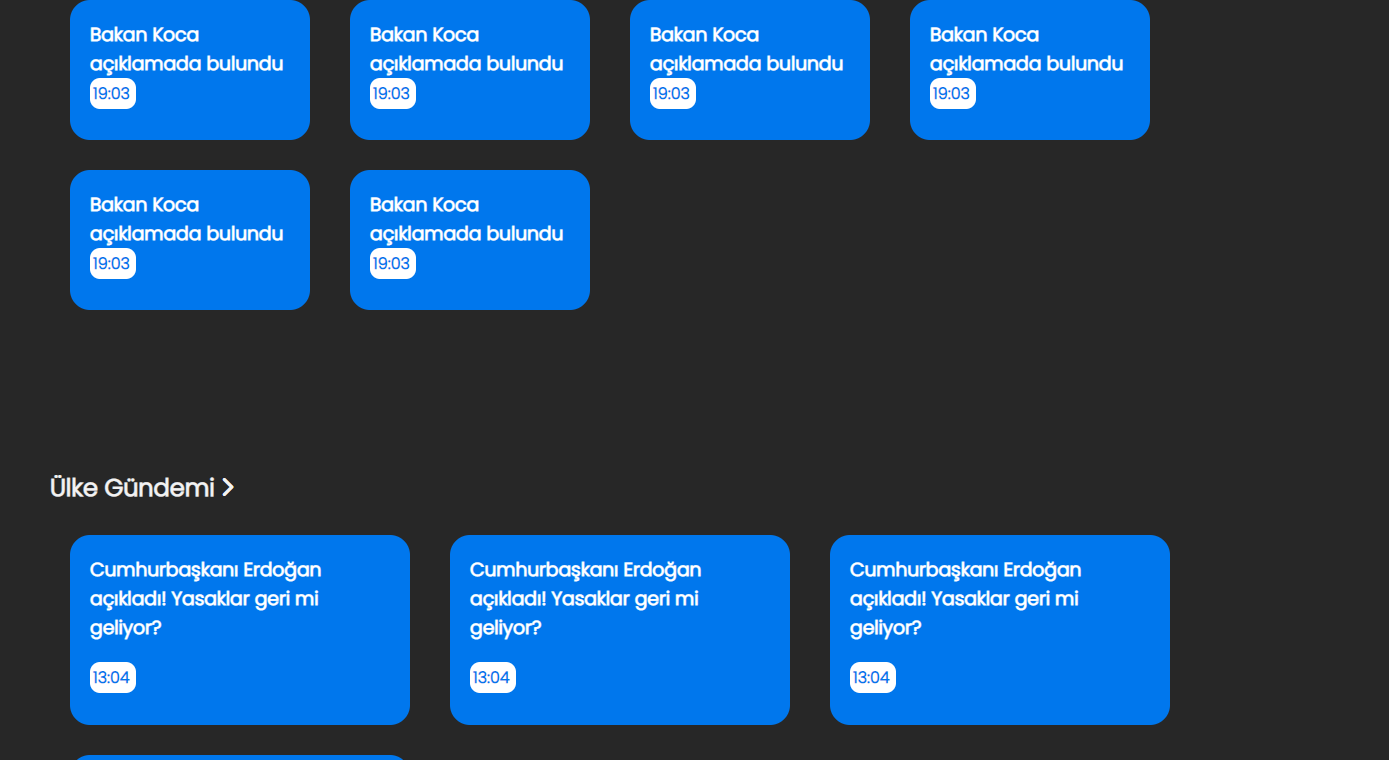 Bakan Koca
açıklamada bulundu
19:03
Bakan Koca
açıklamada bulundu
19:03
Bakan Koca
açıklamada bulundu
19:03
Bakan Koca
açıklamada bulundu
19:03
Bakan Koca
açıklamada bulundu
19:03
Bakan Koca
açıklamada bulundu
19:03
Ülke Gündemi
Cumhurbaşkanı Erdoğan
açıkladı! Yasaklar geri mi
geliyor?
13:04
Cumhurbaşkanı Erdoğan
açıkladı! Yasaklar geri mi
geliyor?
13:04
Cumhurbaşkanı Erdoğan
açıkladı! Yasaklar geri mi
geliyor?
13:04